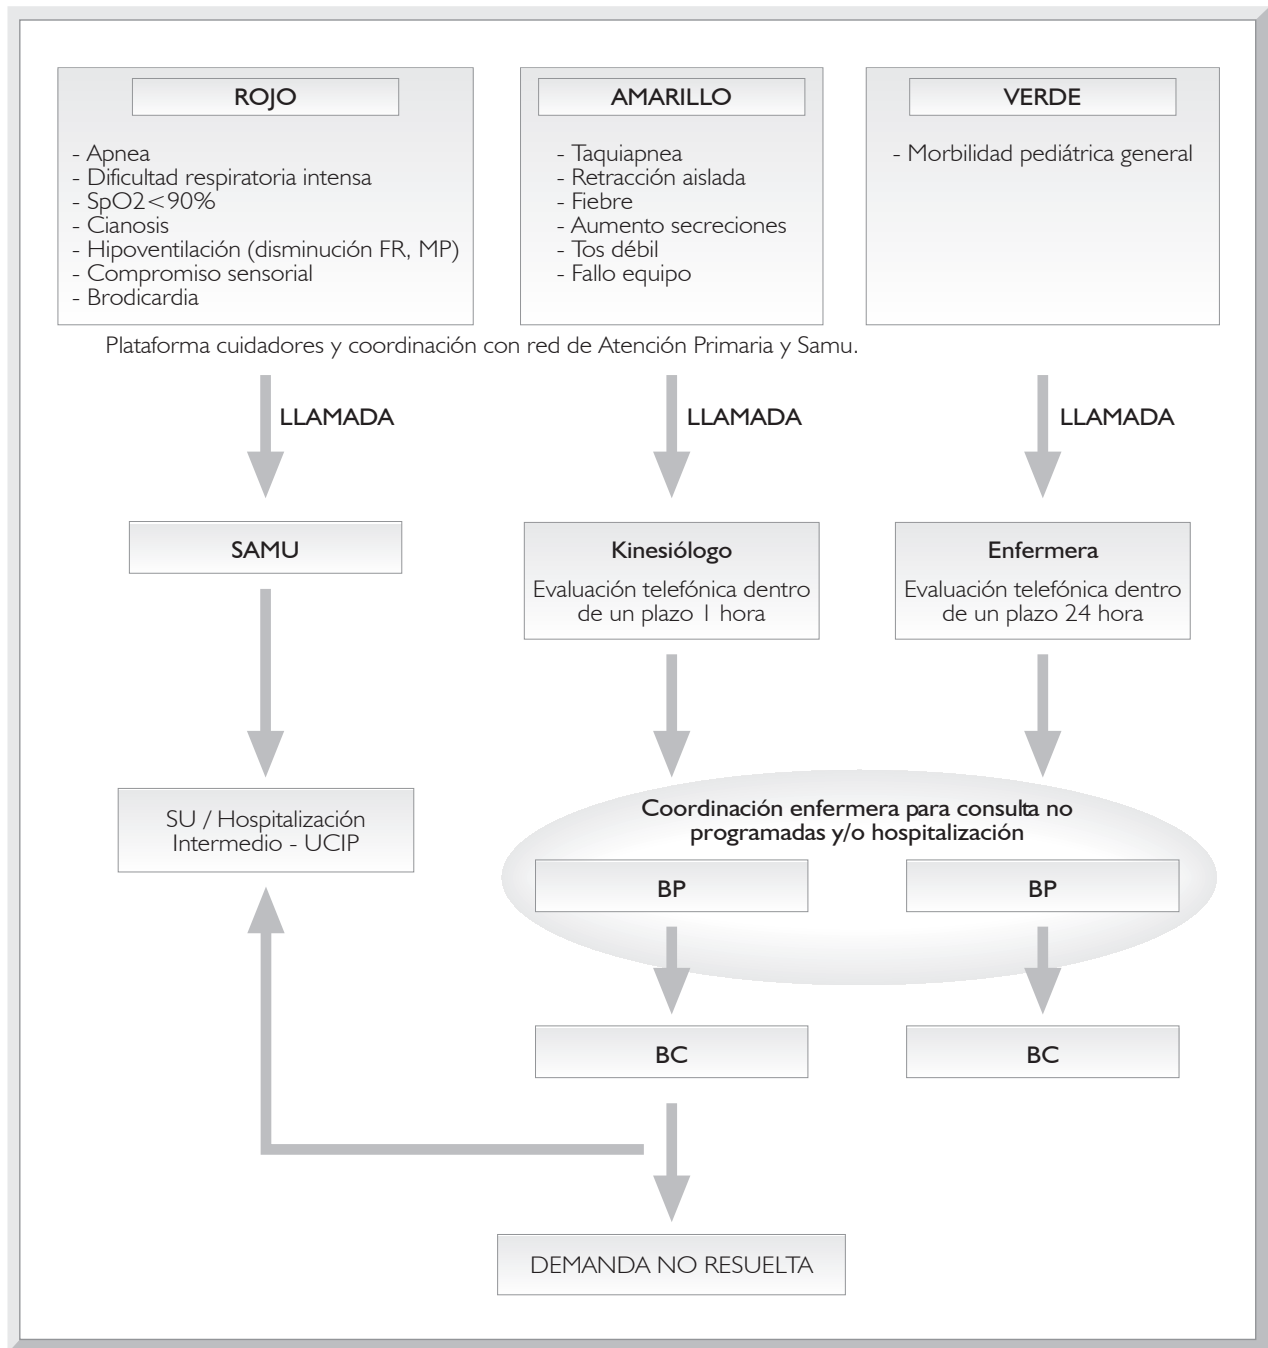 ROJO
- Apnea
- Dificultad respiratoria intensa
- SpO2<90%
- Cianosis
- Hipoventilación (disminución FR, MP)
- Compromiso sensorial
- Brodicardia
AMARILLO
- Taquiapnea
- Retracción aislada
- Fiebre
- Aumento secreciones
- Tos débil
- Fallo equipo
VERDE
- Morbilidad pediátrica general
Plataforma cuidadores y coordinación con red de Atención Primaria y Samu.
LLAMADA
LLAMADA
LLAMADA
SAMU
Kinesiólogo
Evaluación telefónica dentro
de un plazo 1 hora
Enfermera
Evaluación telefónica dentro
de un plazo 24 hora
SU / Hospitalización
Intermedio - UCIP
Coordinación enfermera para consulta no
programadas y/o hospitalización
BP
BP
BC
BC
DEMANDA NO RESUELTA